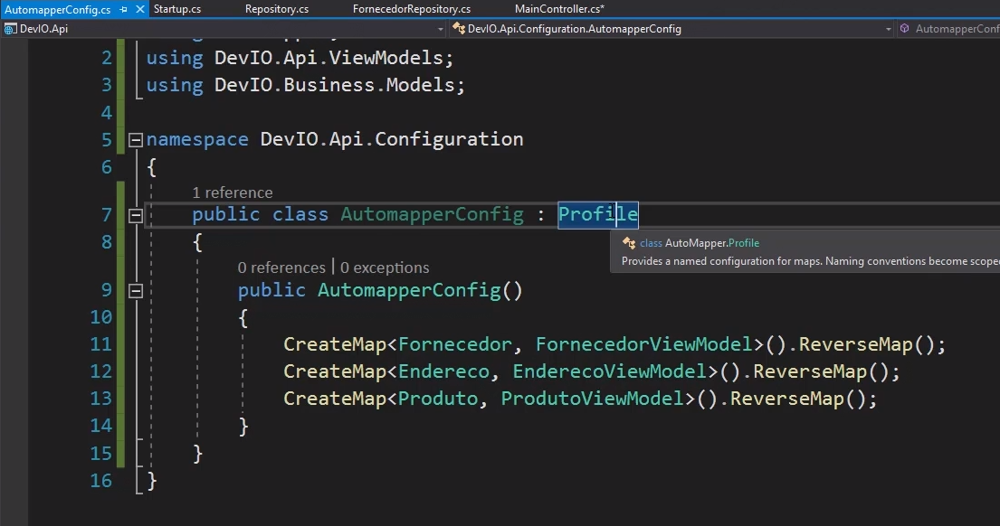 AutomapperConfig.cs Startup.cs Repository.cs FornecedorRepository.cs MainController.cs*
DevIO.Api DevIO.Api.Configuration.AutomapperConfig AutomapperConf
2 using DevIO.Api.ViewModels;
3 using DevIO.Business.Models;
4
5 namespace DevIO.Api.Configuration
6 {
1 reference
7 public class AutomapperConfig : Profile
8 {
class AutoMapper.Profile
Provides a named configuration for maps. Naming conventions become scope
0 references | 0 exceptions
9 public AutomapperConfig()
10 {
11 CreateMap<Fornecedor, FornecedorViewModel>().ReverseMap();
12 CreateMap<Endereco, EnderecoViewModel>().ReverseMap();
13 CreateMap<Produto, ProdutoViewModel>().ReverseMap();
14 }
15 }
16 }